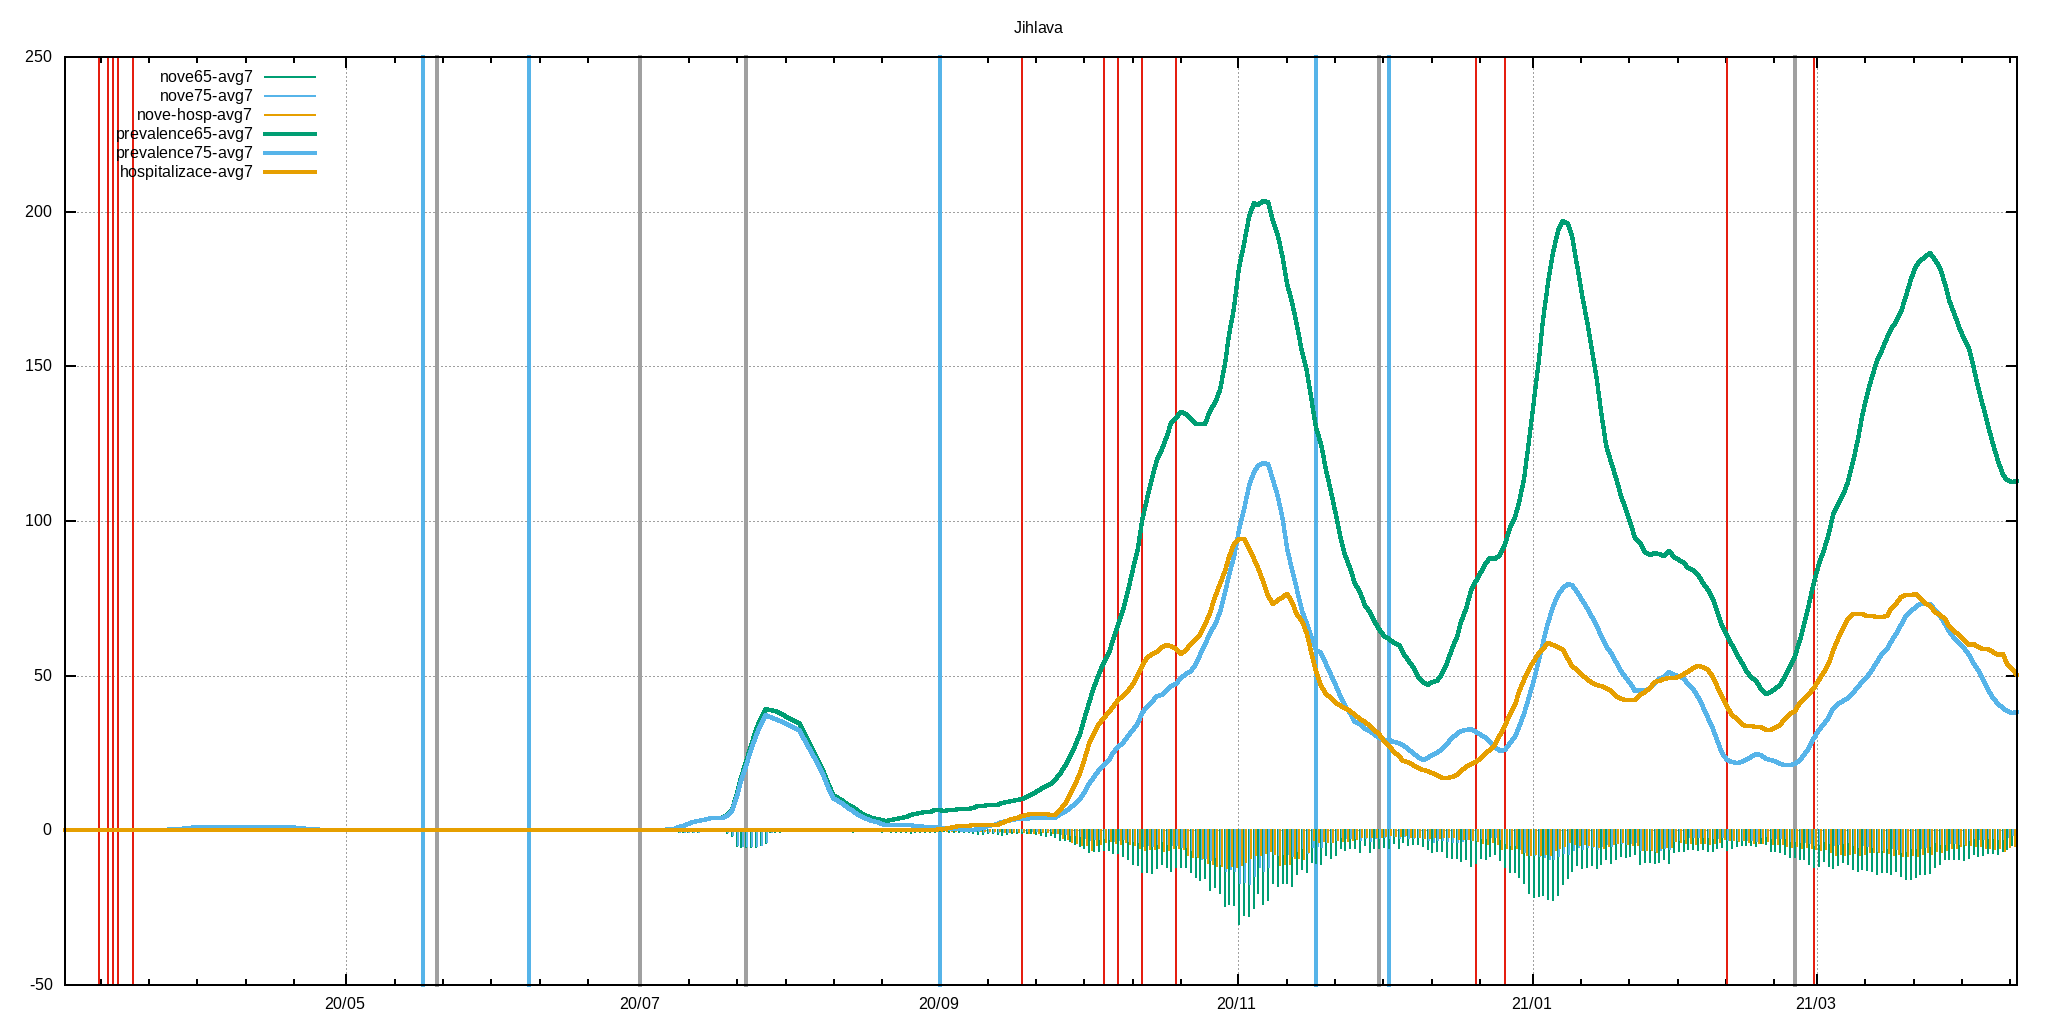 Jihlava
250
200
150
100
50
0
-50
nove65-avg7
nove75-avg7
nove-hosp-avg7
prevalence65-avg7
prevalence75-avg7
hospitalizace-avg7
20/05 20/07 20/09 20/11 21/01 21/03